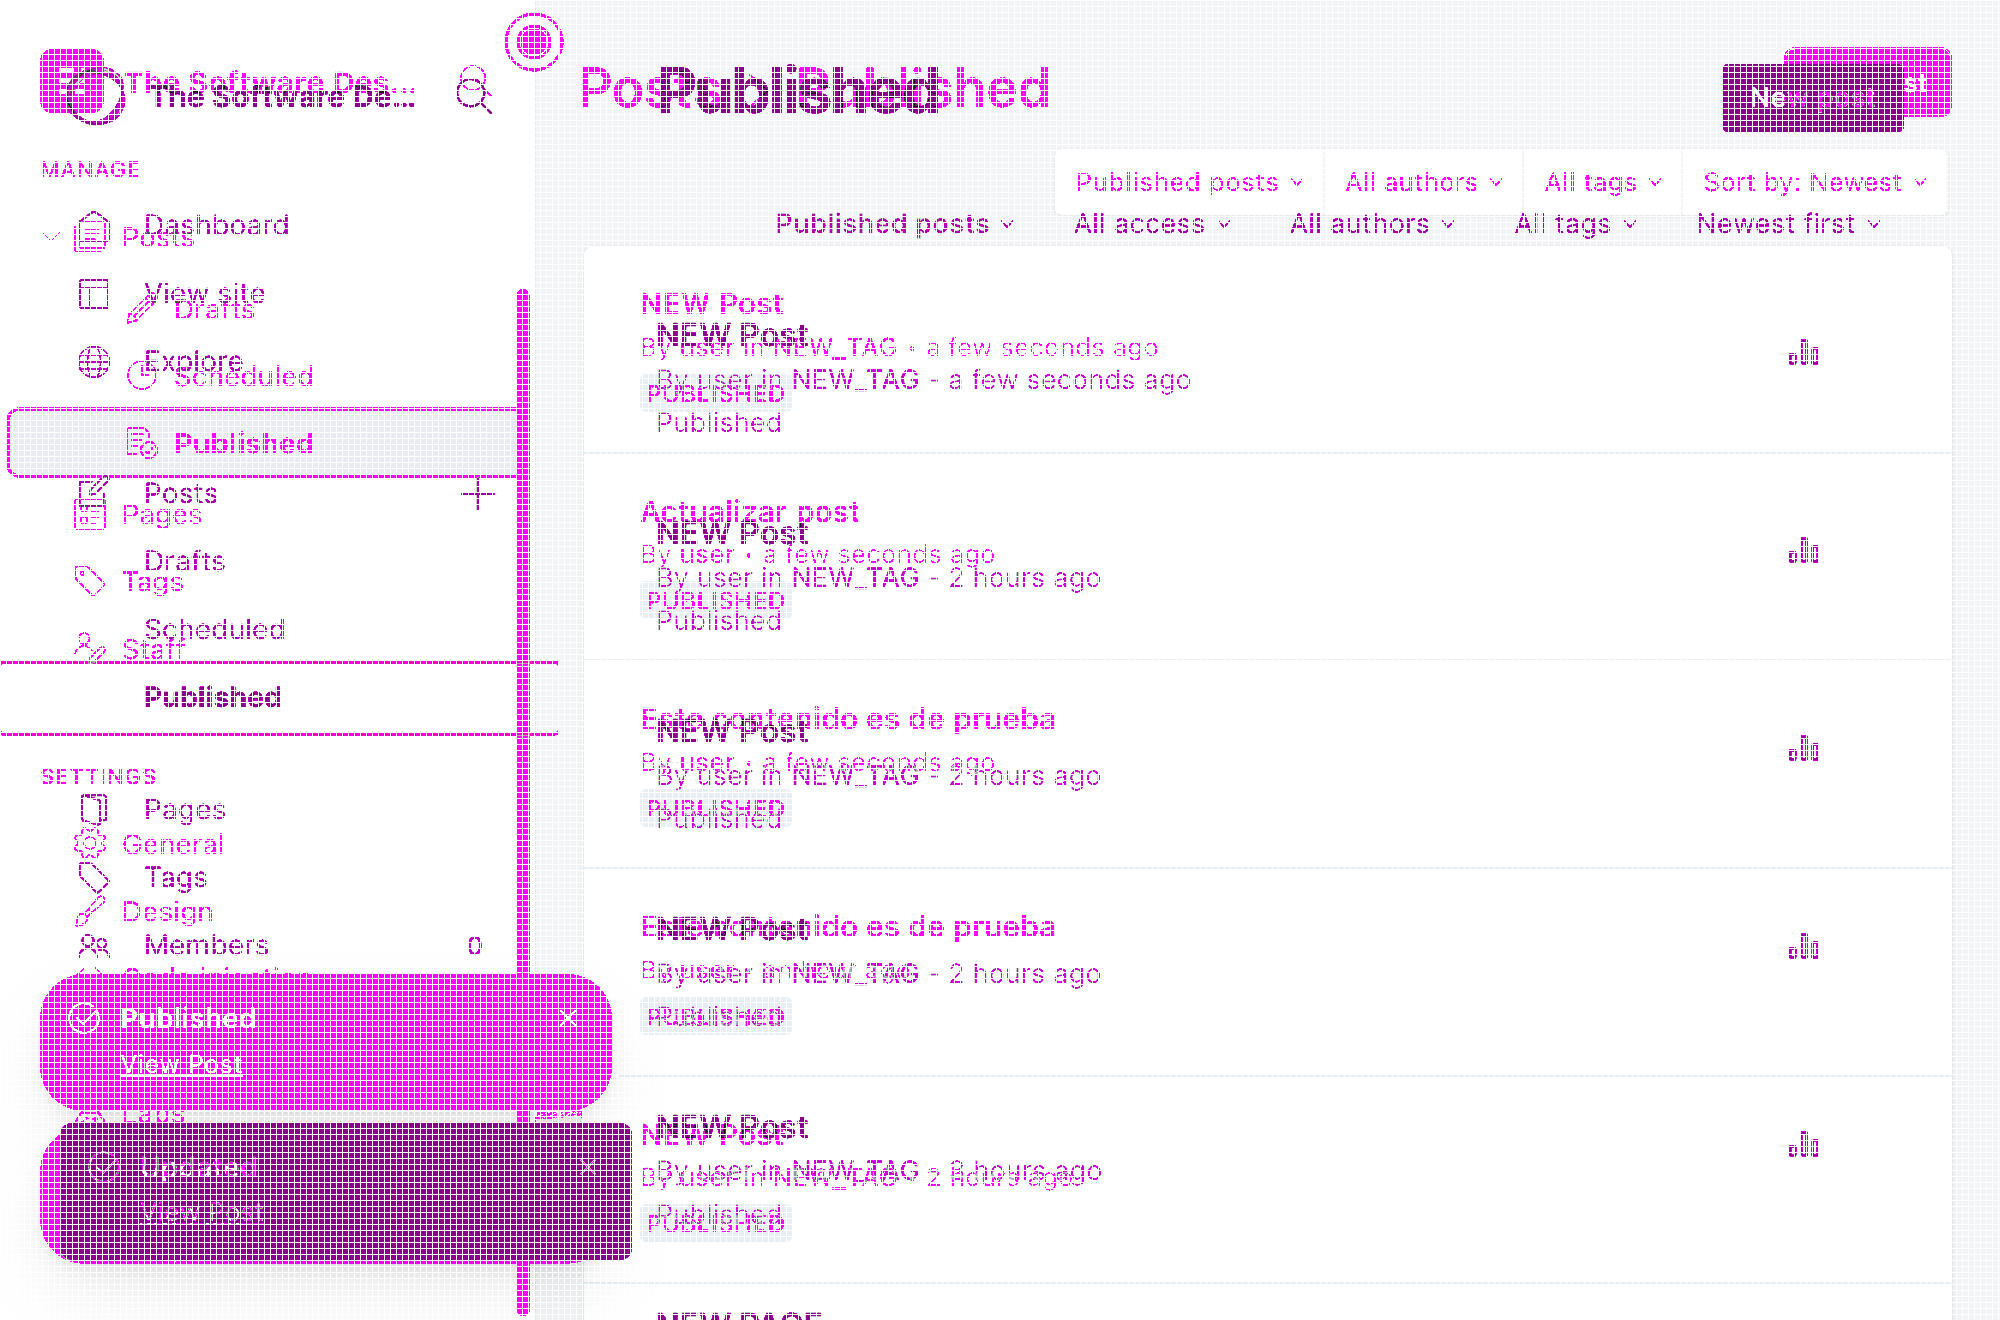 The Software Des...
The Software De...
Posts Published
Published
New post
MANAGE
Published posts All authors All tags Sort by: Newest
Dashboard
Posts
Published posts All access All authors All tags Newest first
View site
Drafts
Explore
Scheduled
Published
Posts
Pages
Drafts
Tags
Scheduled
Staff
Published
SETTINGS
Pages
General
Tags
Design
Members 0
Published
View Post
Labs
Updated
View Post
NEW Post
NEW Post
By user in NEW_TAG · a few seconds ago
By user in NEW_TAG - a few seconds ago
PUBLISHED
Published
Actualizar post
NEW Post
By user · a few seconds ago
By user in NEW_TAG - 2 hours ago
PUBLISHED
Published
Este contenido es de prueba
NEW Post
By user · a few seconds ago
By user in NEW_TAG - 2 hours ago
PUBLISHED
Published
Este contenido es de prueba
NEW Post
By user in NEW_TAG - 2 hours ago
PUBLISHED
Published
NEW Post
NEW Post
By user in NEW_TAG - 2 hours ago
By user in NEW_TAG · 2 hours ago
Published
PUBLISHED
NEW PAGE